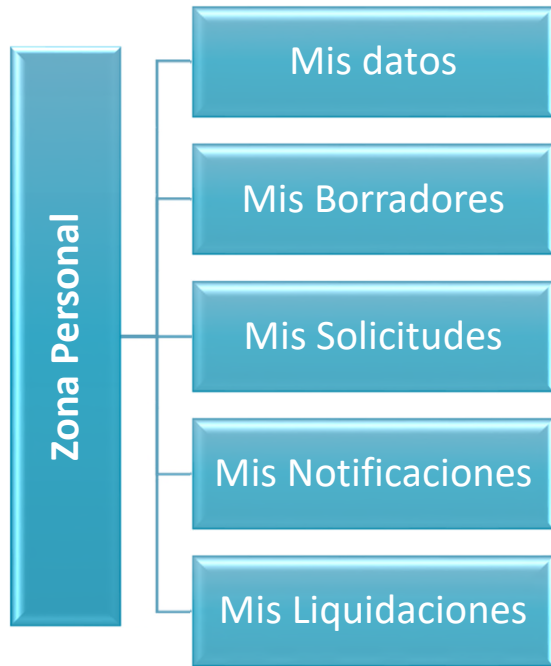 Zona Personal
Mis datos
Mis Borradores
Mis Solicitudes
Mis Notificaciones
Mis Liquidaciones